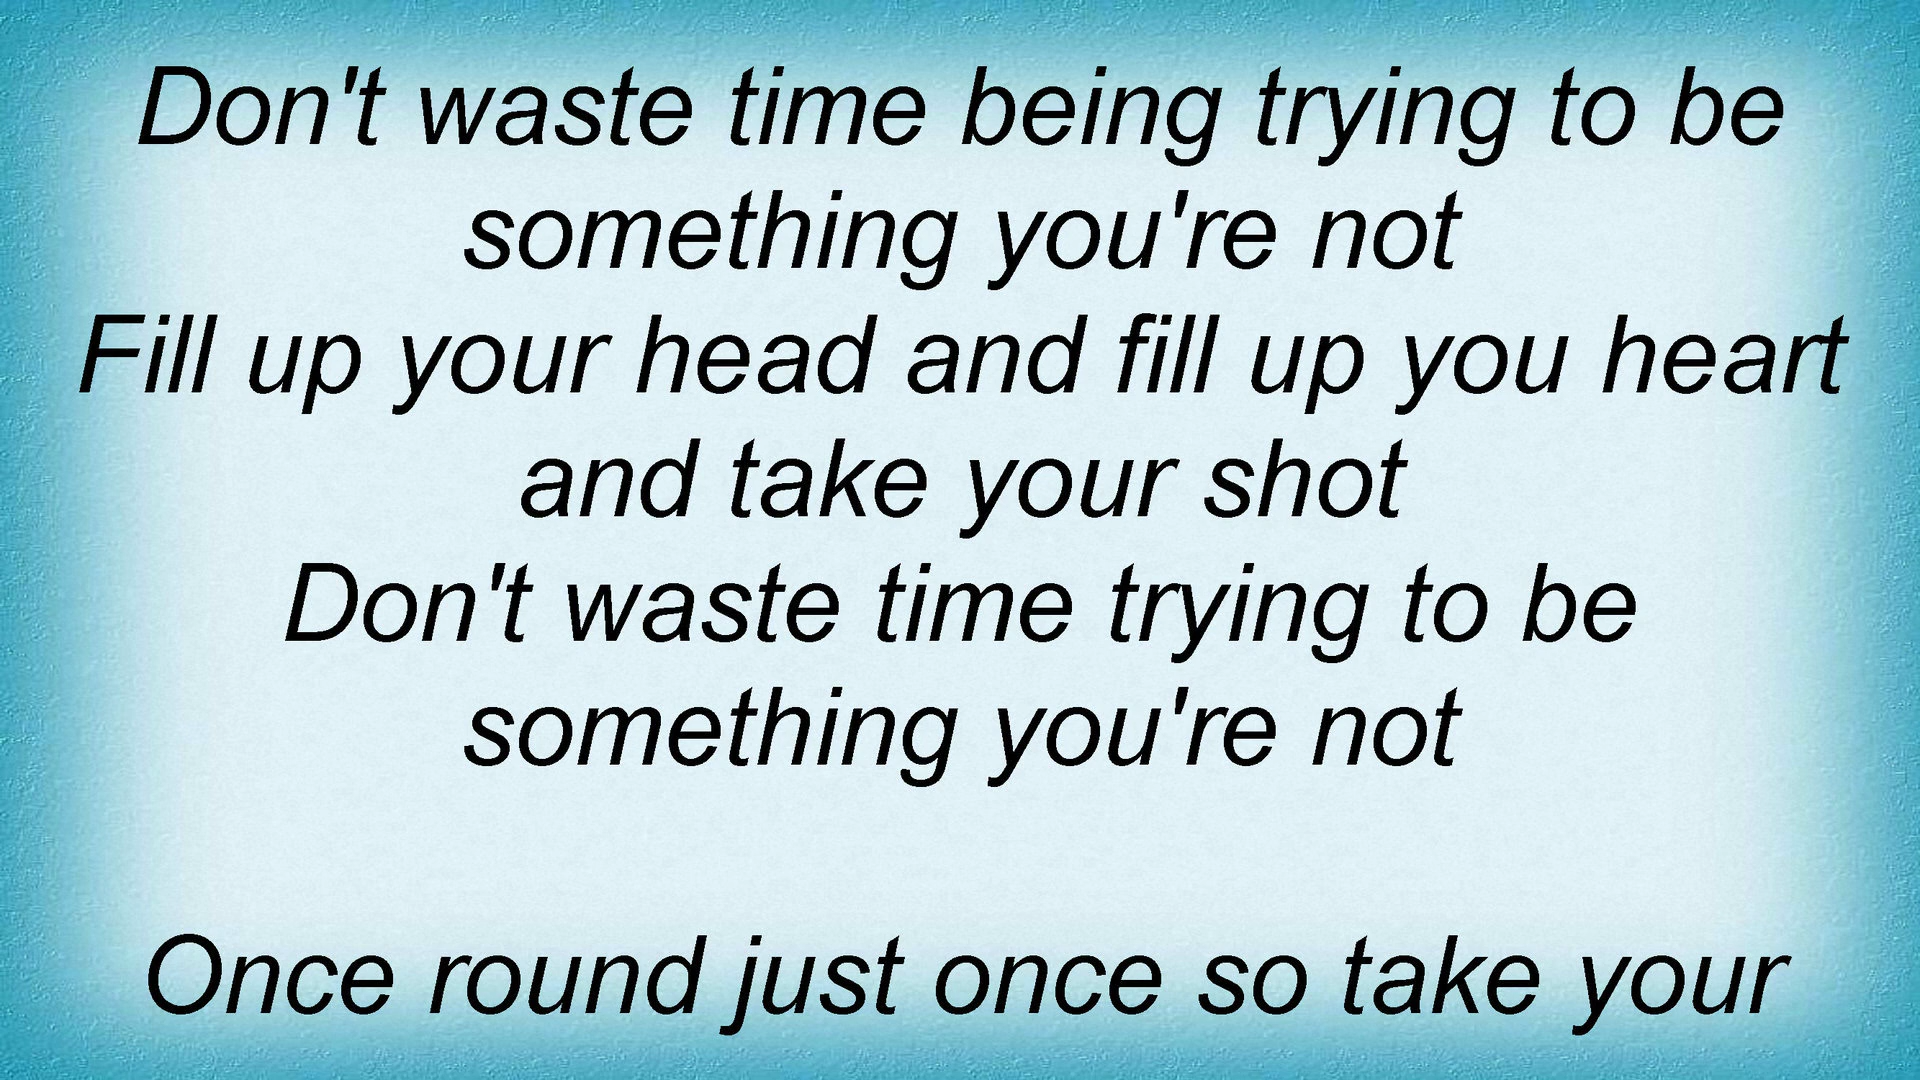 Don't waste time being trying to be
something you're not
Fill up your head and fill up you heart
and take your shot
Don't waste time trying to be
something you're not
Once round just once so take your